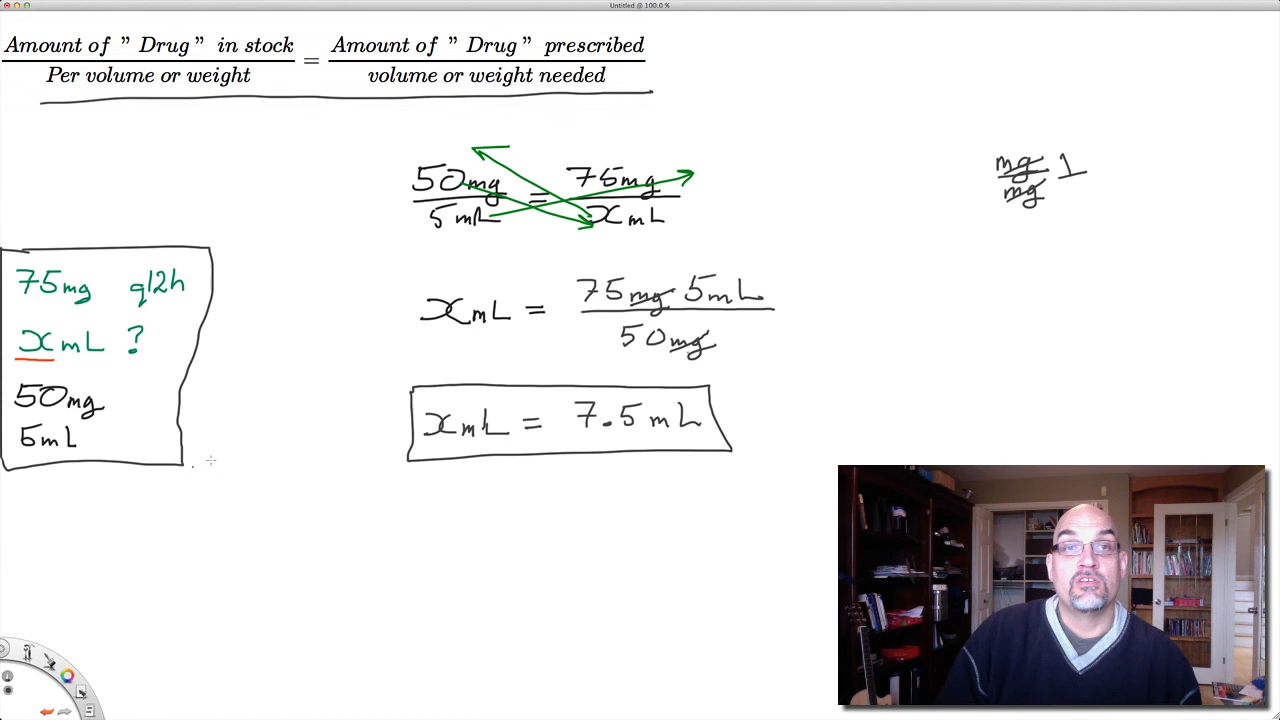 Untitled @ 100.0 %
Amount of " Drug " in stock = Amount of " Drug " prescribed
Per volume or weight volume or weight needed
50mg = 75mg
5mL xmL
mg 1
mg
75mg q12h
xmL ?
50mg
5mL
xmL = 75mg 5mL
50mg
xmL = 7.5mL